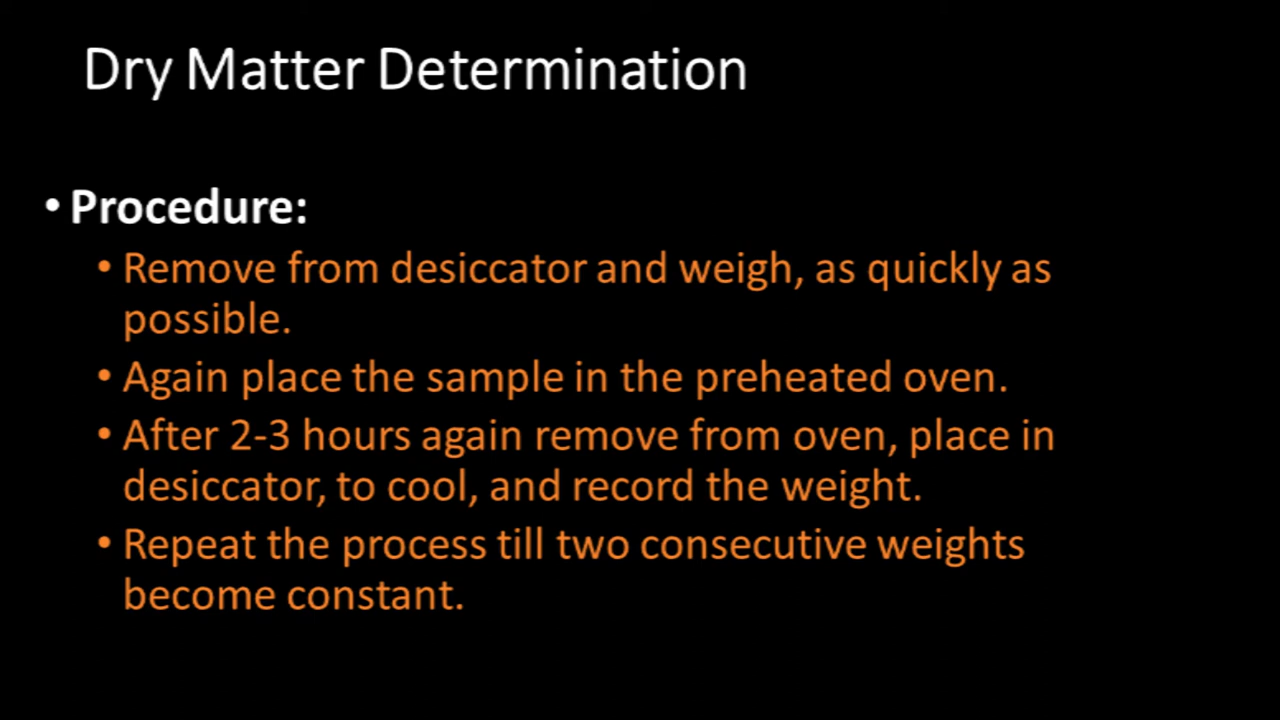 Dry Matter Determination
• Procedure:
• Remove from desiccator and weigh, as quickly as
possible.
• Again place the sample in the preheated oven.
• After 2-3 hours again remove from oven, place in
desiccator, to cool, and record the weight.
• Repeat the process till two consecutive weights
become constant.